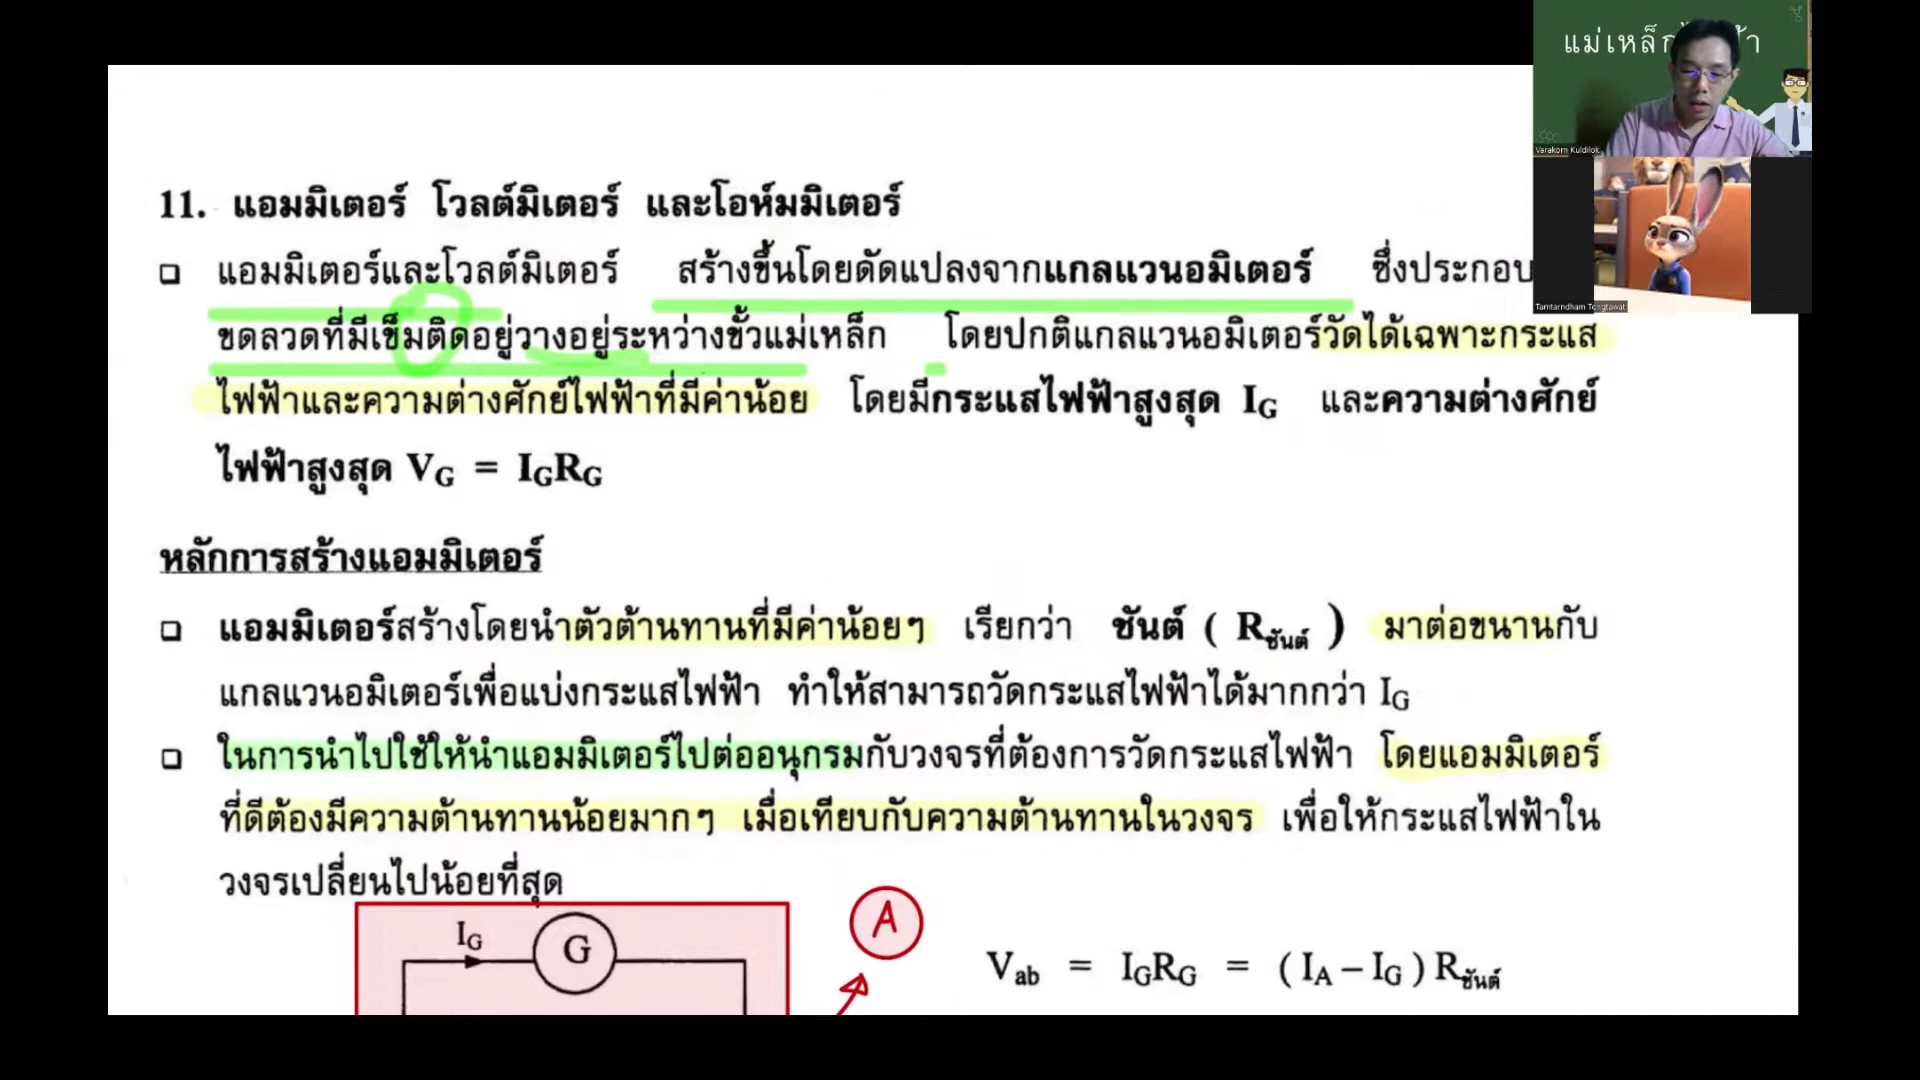 แม่เหล็ก
Varakorn Kuldilok
11. แอมมิเตอร์ โวลต์มิเตอร์ และโอห์มมิเตอร์
❑ แอมมิเตอร์และโวลต์มิเตอร์ สร้างขึ้นโดยดัดแปลงจากแกลแวนอมิเตอร์ ซึ่งประกอบ
Tamtarndham Tongtawat
ขดลวดที่มีเข็มติดอยู่วางอยู่ระหว่างขั้วแม่เหล็ก โดยปกติแกลแวนอมิเตอร์วัดได้เฉพาะกระแส
ไฟฟ้าและความต่างศักย์ไฟฟ้าที่มีค่าน้อย โดยมีกระแสไฟฟ้าสูงสุด IG และความต่างศักย์
ไฟฟ้าสูงสุด VG = IGRG
หลักการสร้างแอมมิเตอร์
❑ แอมมิเตอร์สร้างโดยนำตัวต้านทานที่มีค่าน้อยๆ เรียกว่า ชันต์ ( Rชันต์ ) มาต่อขนานกับ
แกลแวนอมิเตอร์เพื่อแบ่งกระแสไฟฟ้า ทำให้สามารถวัดกระแสไฟฟ้าได้มากกว่า IG
❑ ในการนำไปใช้ให้นำแอมมิเตอร์ไปต่ออนุกรมกับวงจรที่ต้องการวัดกระแสไฟฟ้า โดยแอมมิเตอร์
ที่ดีต้องมีความต้านทานน้อยมากๆ เมื่อเทียบกับความต้านทานในวงจร เพื่อให้กระแสไฟฟ้าใน
วงจรเปลี่ยนไปน้อยที่สุด
IG G A
Vab = IGRG = ( IA – IG ) Rชันต์